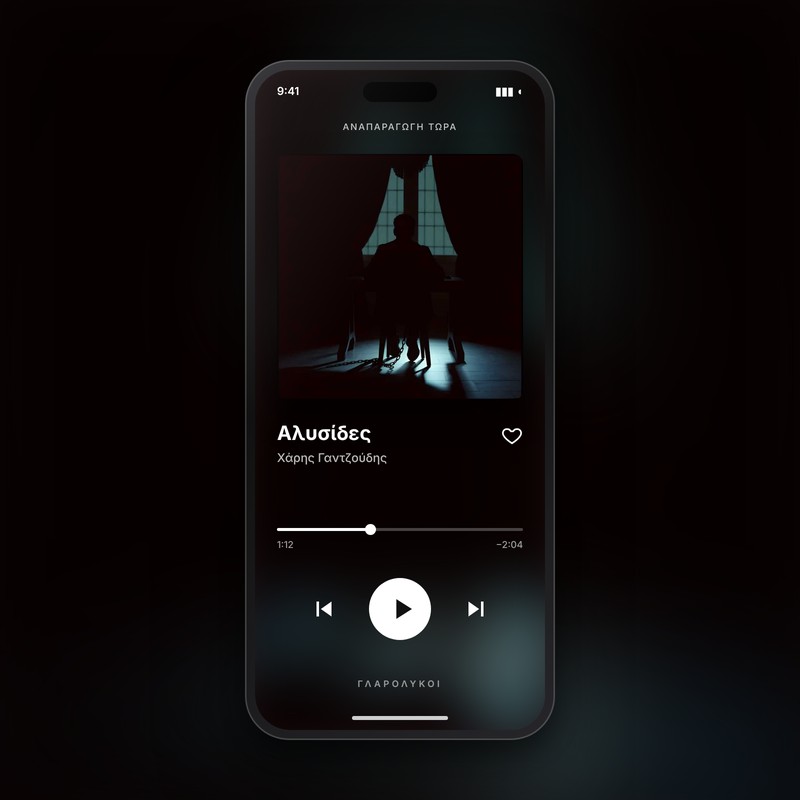 9:41
ΑΝΑΠΑΡΑΓΩΓΗ ΤΩΡΑ
Αλυσίδες
Χάρης Γαντζούδης
1:12
−2:04
ΓΛΑΡΟΛΥΚΟΙ